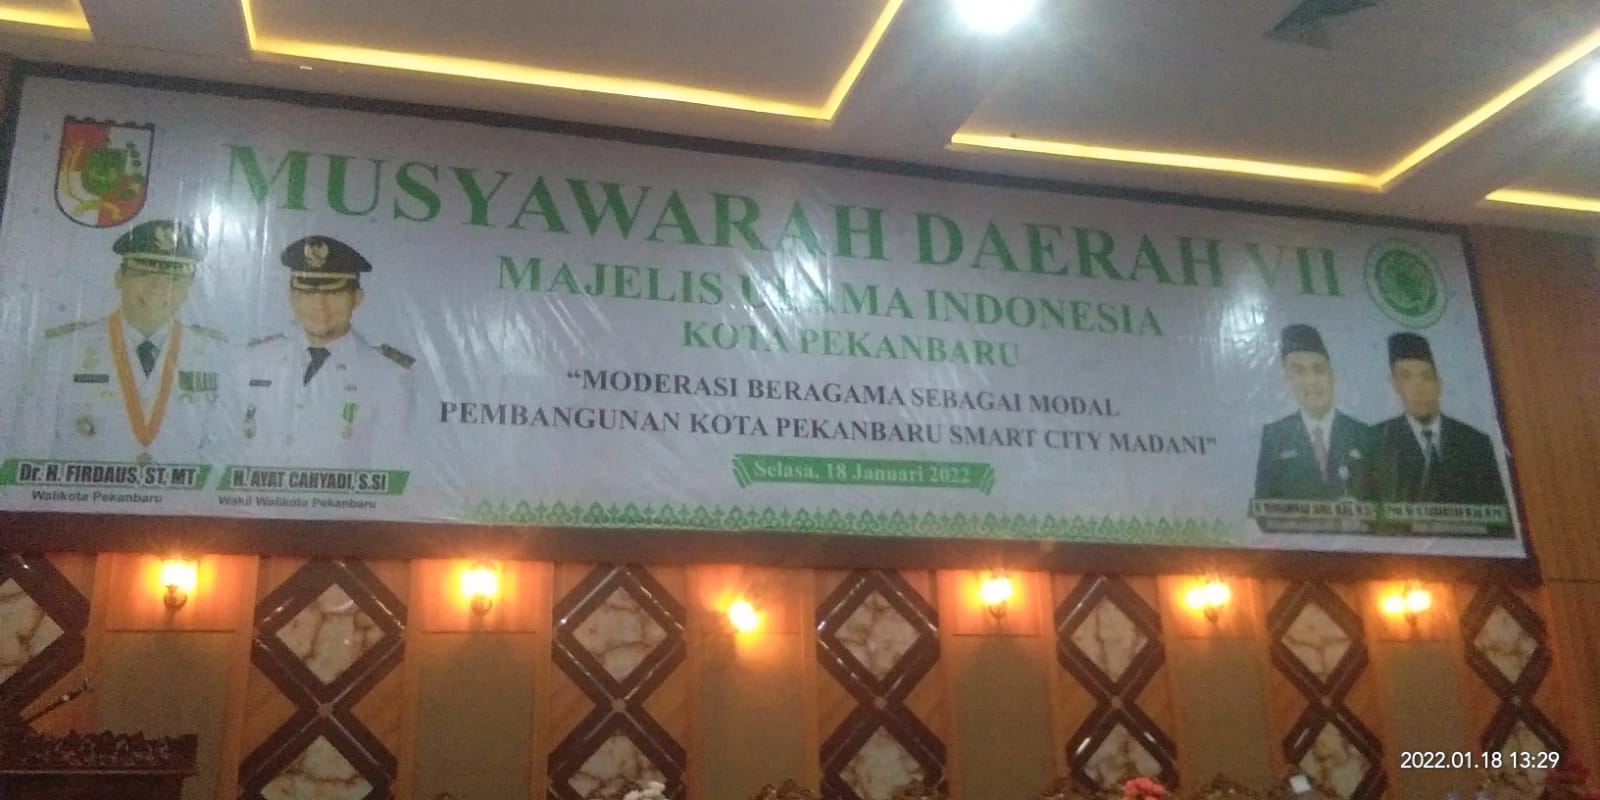 MUSYAWARAH DAERAH VII
MAJELIS ULAMA INDONESIA
KOTA PEKANBARU
"MODERASI BERAGAMA SEBAGAI MODAL
PEMBANGUNAN KOTA PEKANBARU SMART CITY MADANI"
Selasa, 18 Januari 2022
Dr. H. FIRDAUS, ST, MT
Walikota Pekanbaru
H. AYAT CAHYADI, S.SI
Wakil Walikota Pekanbaru
2022.01.18 13:29